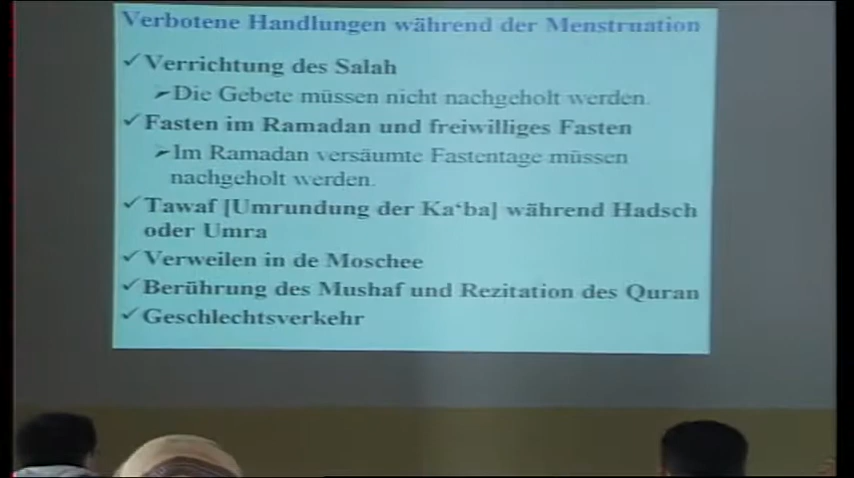 Verbotene Handlungen während der Menstruation
✓Verrichtung des Salah
➢Die Gebete müssen nicht nachgeholt werden.
✓Fasten im Ramadan und freiwilliges Fasten
➢Im Ramadan versäumte Fastentage müssen
nachgeholt werden.
✓Tawaf [Umrundung der Ka‘ba] während Hadsch
oder Umra
✓Verweilen in de Moschee
✓Berührung des Mushaf und Rezitation des Quran
✓Geschlechtsverkehr